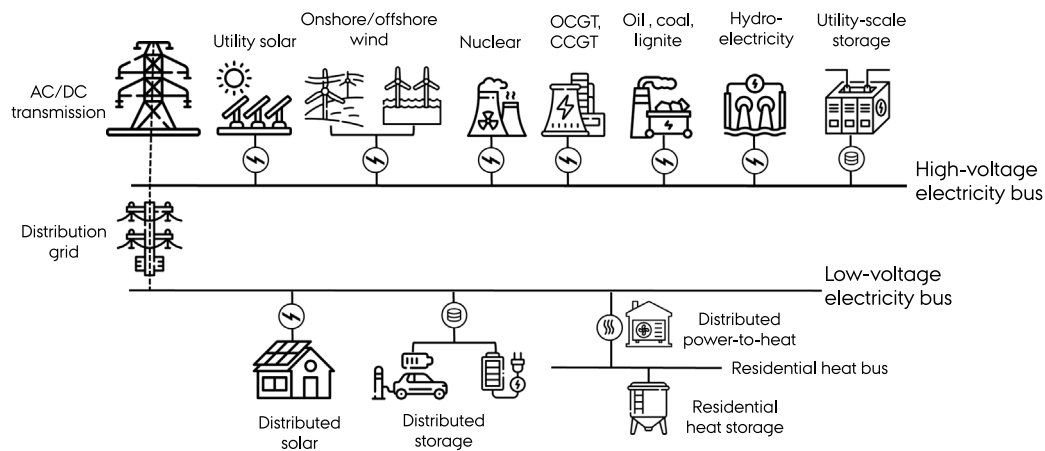 AC/DC
transmission
Utility solar
Onshore/offshore
wind
Nuclear
OCGT,
CCGT
Oil , coal,
lignite
Hydro-
electricity
Utility-scale
storage
High-voltage
electricity bus
Distribution
grid
Low-voltage
electricity bus
Distributed
solar
Distributed
storage
Distributed
power-to-heat
Residential heat bus
Residential
heat storage